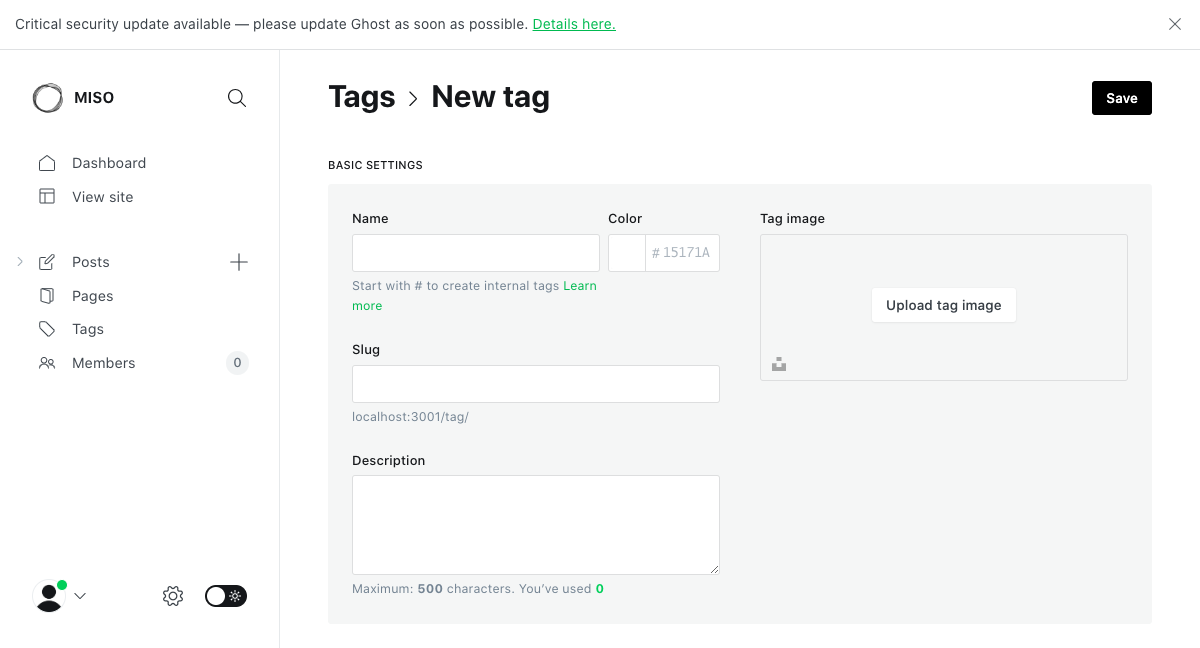 Critical security update available — please update Ghost as soon as possible. Details here.
MISO
Dashboard
View site
Posts
Pages
Tags
Members
0
Tags
New tag
Save
BASIC SETTINGS
Name
Color
# 15171A
Start with # to create internal tags Learn
more
Slug
localhost:3001/tag/
Description
Maximum: 500 characters. You’ve used 0
Tag image
Upload tag image